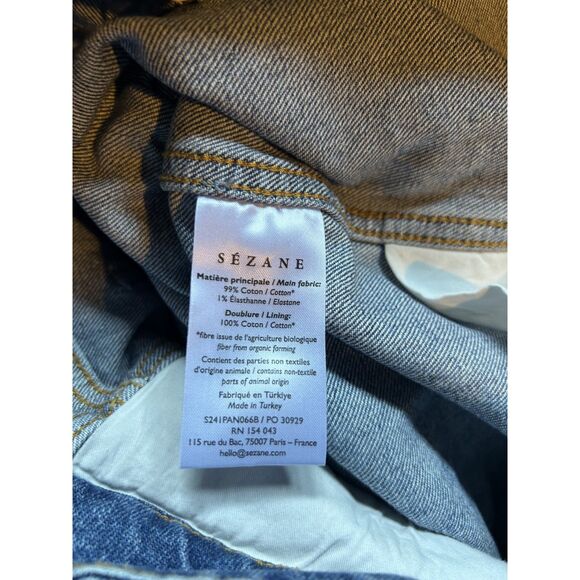 SÉZANE
Matière principale / Main fabric:
99% Coton / Cotton*
1% Élasthanne / Elastane
Doublure / Lining:
100% Coton / Cotton*
*fibre issue de l'agriculture biologique
fiber from organic farming
Contient des parties non textiles
d'origine animale / contains non-textile
parts of animal origin
Fabriqué en Türkiye
Made in Turkey
S241PAN066B / PO 30929
RN 154 043
115 rue du Bac, 75007 Paris – France
hello@sezane.com